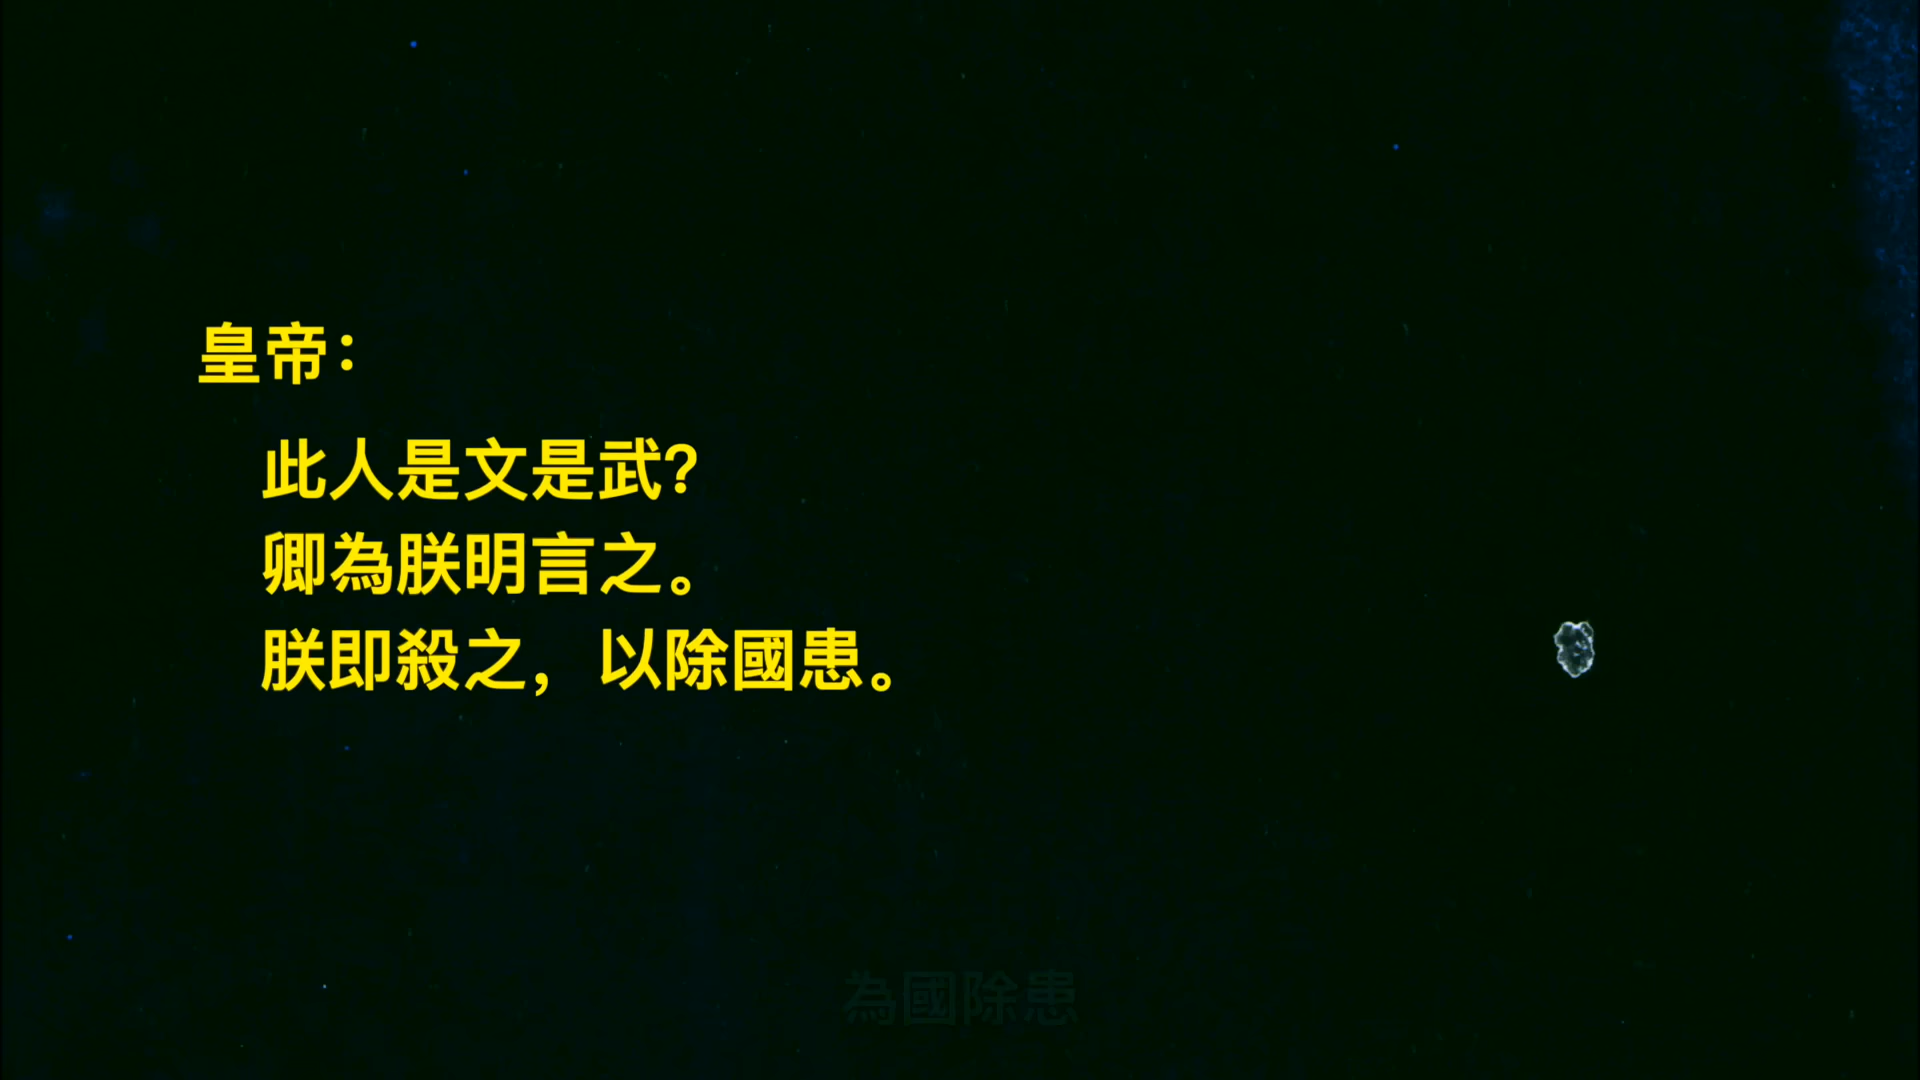 皇帝：
此人是文是武？
卿為朕明言之。
朕即殺之，以除國患。
為國除患